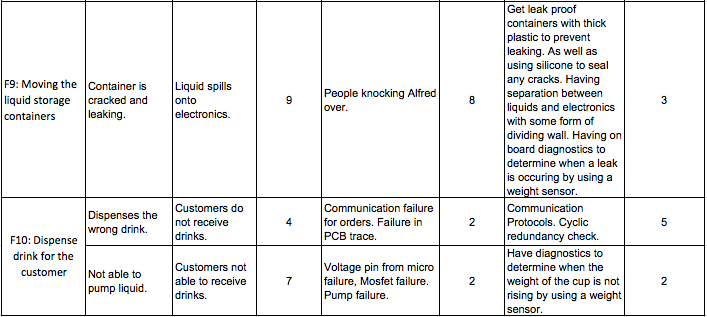 F9: Moving the
liquid storage
containers
Container is
cracked and
leaking.
Liquid spills
onto
electronics.
9
People knocking Alfred
over.
8
Get leak proof
containers with thick
plastic to prevent
leaking. As well as
using silicone to seal
any cracks. Having
separation between
liquids and electronics
with some form of
dividing wall. Having on
board diagnostics to
determine when a leak
is occuring by using a
weight sensor.
3
F10: Dispense
drink for the
customer
Dispenses the
wrong drink.
Customers do
not receive
drinks.
4
Communication failure
for orders. Failure in
PCB trace.
2
Communication
Protocols. Cyclic
redundancy check.
5
Not able to
pump liquid.
Customers not
able to receive
drinks.
7
Voltage pin from micro
failure, Mosfet failure.
Pump failure.
2
Have diagnostics to
determine when the
weight of the cup is not
rising by using a weight
sensor.
2